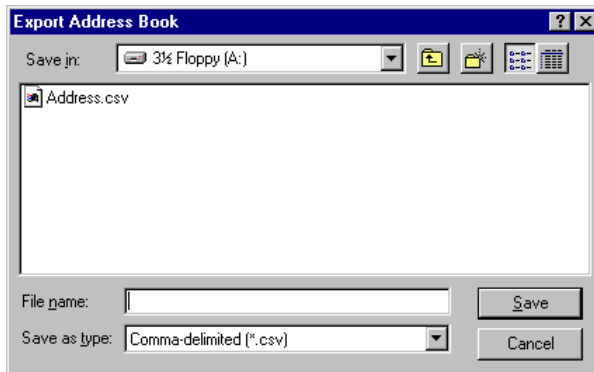 Export Address Book
Save in: 3½ Floppy (A:)
Address.csv
File name: Save
Save as type: Comma-delimited (*.csv) Cancel